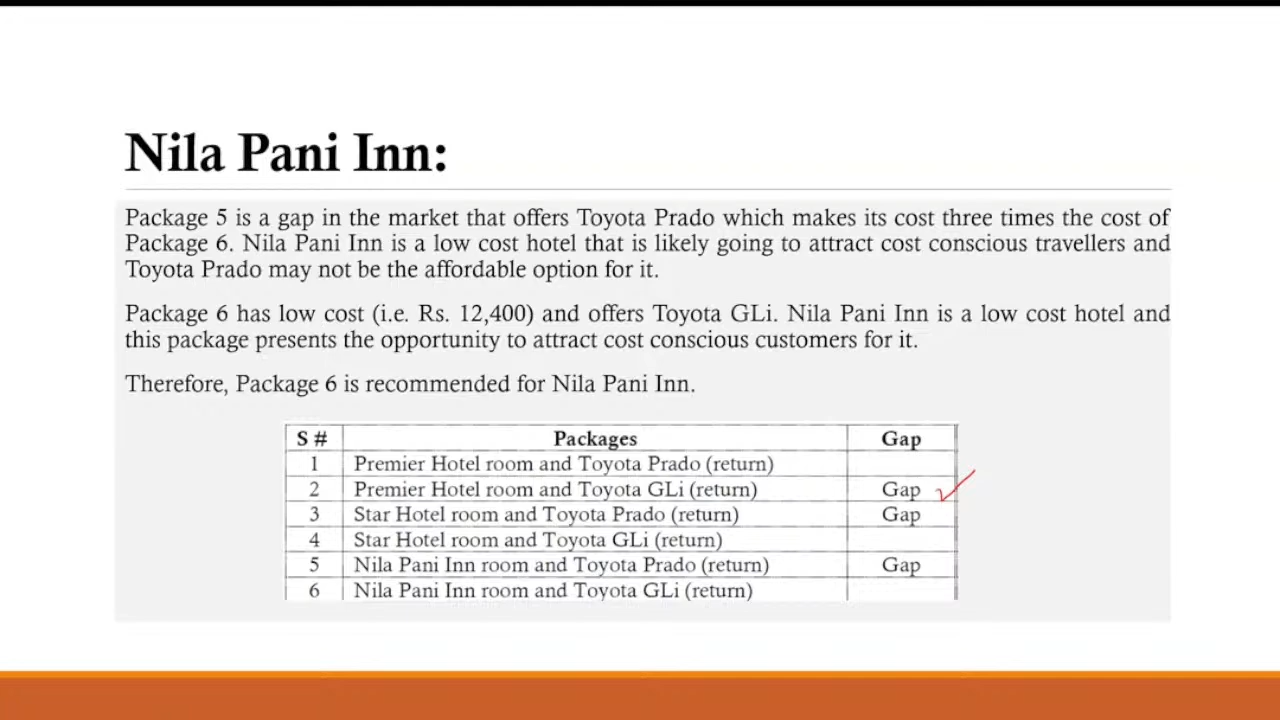 Nila Pani Inn:
Package 5 is a gap in the market that offers Toyota Prado which makes its cost three times the cost of
Package 6. Nila Pani Inn is a low cost hotel that is likely going to attract cost conscious travellers and
Toyota Prado may not be the affordable option for it.
Package 6 has low cost (i.e. Rs. 12,400) and offers Toyota GLi. Nila Pani Inn is a low cost hotel and
this package presents the opportunity to attract cost conscious customers for it.
Therefore, Package 6 is recommended for Nila Pani Inn.
S # Packages Gap
1 Premier Hotel room and Toyota Prado (return)
2 Premier Hotel room and Toyota GLi (return) Gap
3 Star Hotel room and Toyota Prado (return) Gap
4 Star Hotel room and Toyota GLi (return)
5 Nila Pani Inn room and Toyota Prado (return) Gap
6 Nila Pani Inn room and Toyota GLi (return)